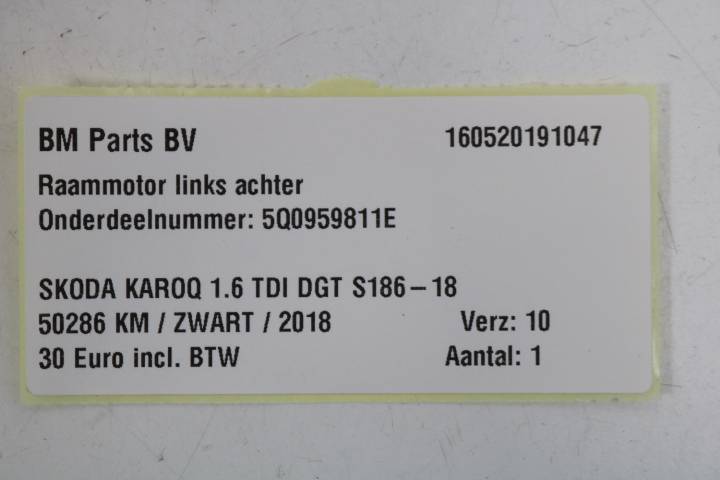 BM Parts BV 160520191047
Raammotor links achter
Onderdeelnummer: 5Q0959811E
SKODA KAROQ 1.6 TDI DGT S186-18
50286 KM / ZWART / 2018 Verz: 10
30 Euro incl. BTW Aantal: 1